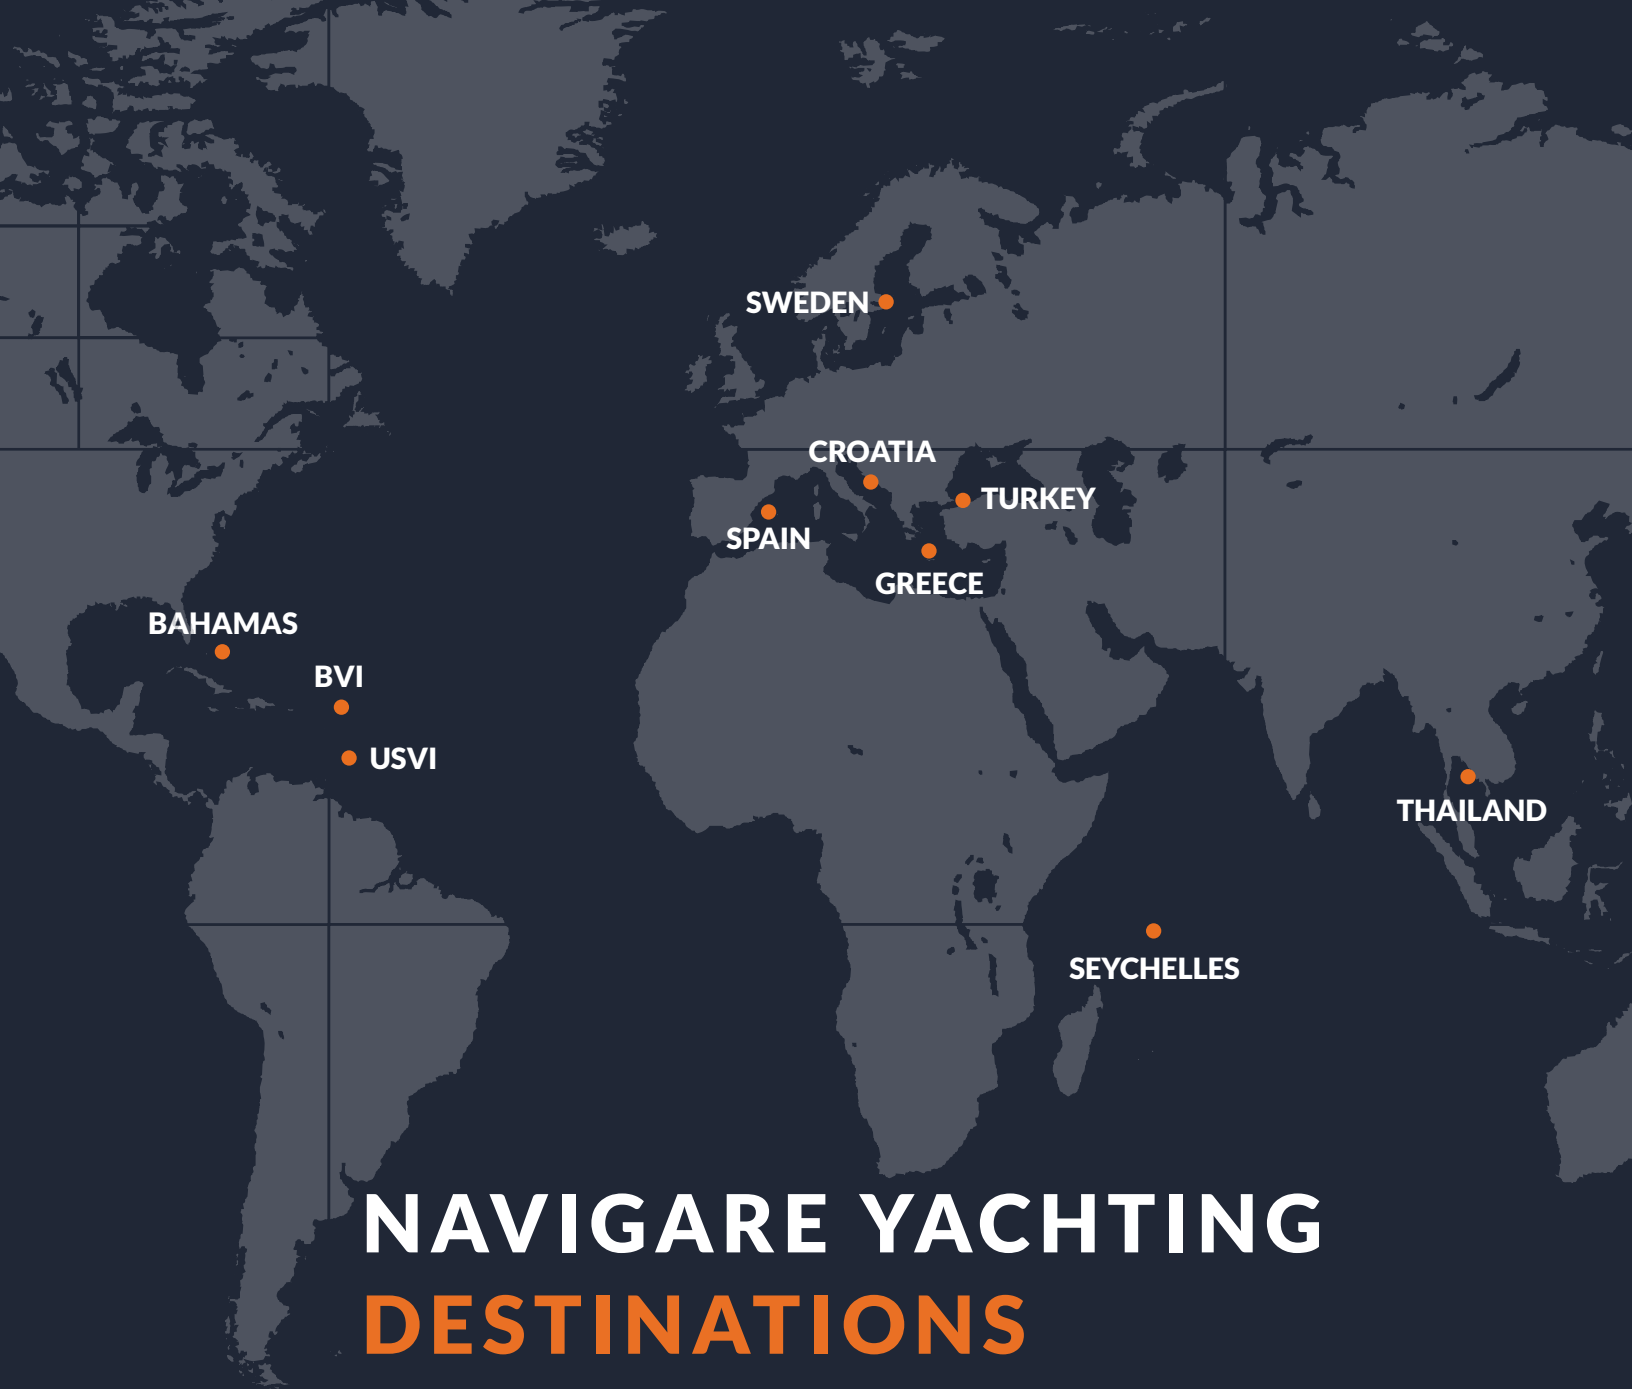 SWEDEN
CROATIA
TURKEY
SPAIN
GREECE
BAHAMAS
BVI
USVI
THAILAND
SEYCHELLES
NAVIGARE YACHTING
DESTINATIONS